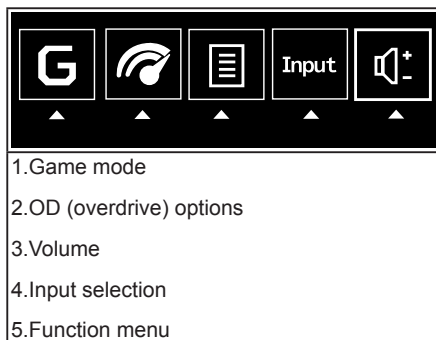 G
Input
1.Game mode
2.OD (overdrive) options
3.Volume
4.Input selection
5.Function menu